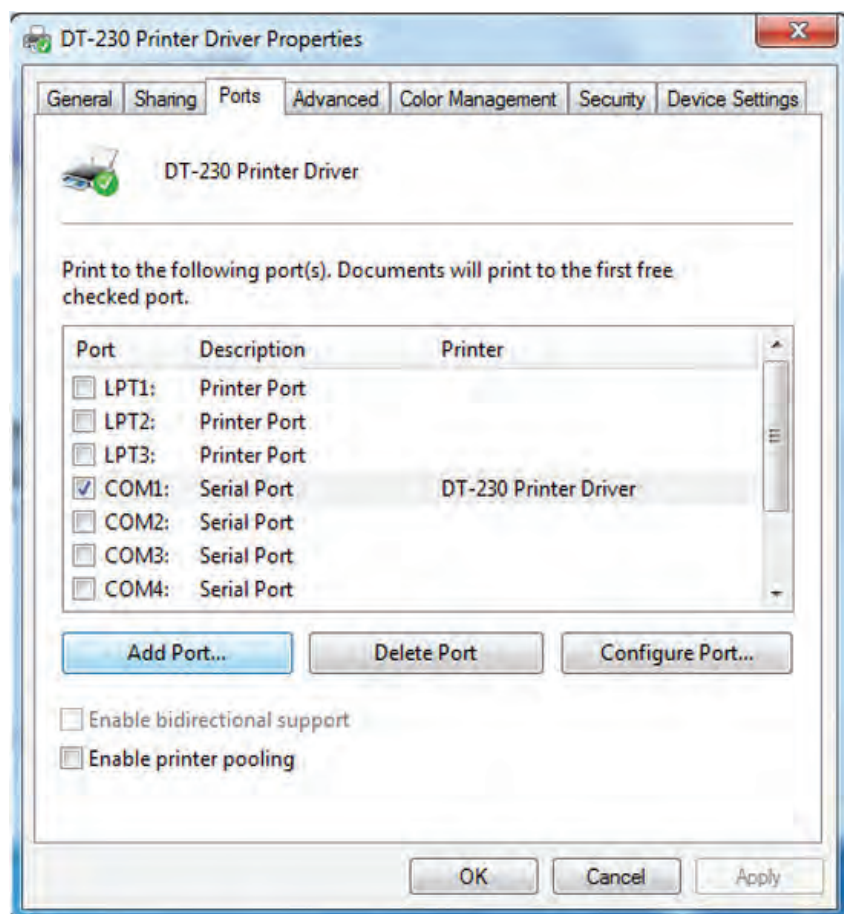 DT-230 Printer Driver Properties
General Sharing Ports Advanced Color Management Security Device Settings
DT-230 Printer Driver
Print to the following port(s). Documents will print to the first free
checked port.
Port Description Printer
LPT1: Printer Port
LPT2: Printer Port
LPT3: Printer Port
COM1: Serial Port DT-230 Printer Driver
COM2: Serial Port
COM3: Serial Port
COM4: Serial Port
Add Port... Delete Port Configure Port...
Enable bidirectional support
Enable printer pooling
OK Cancel Apply